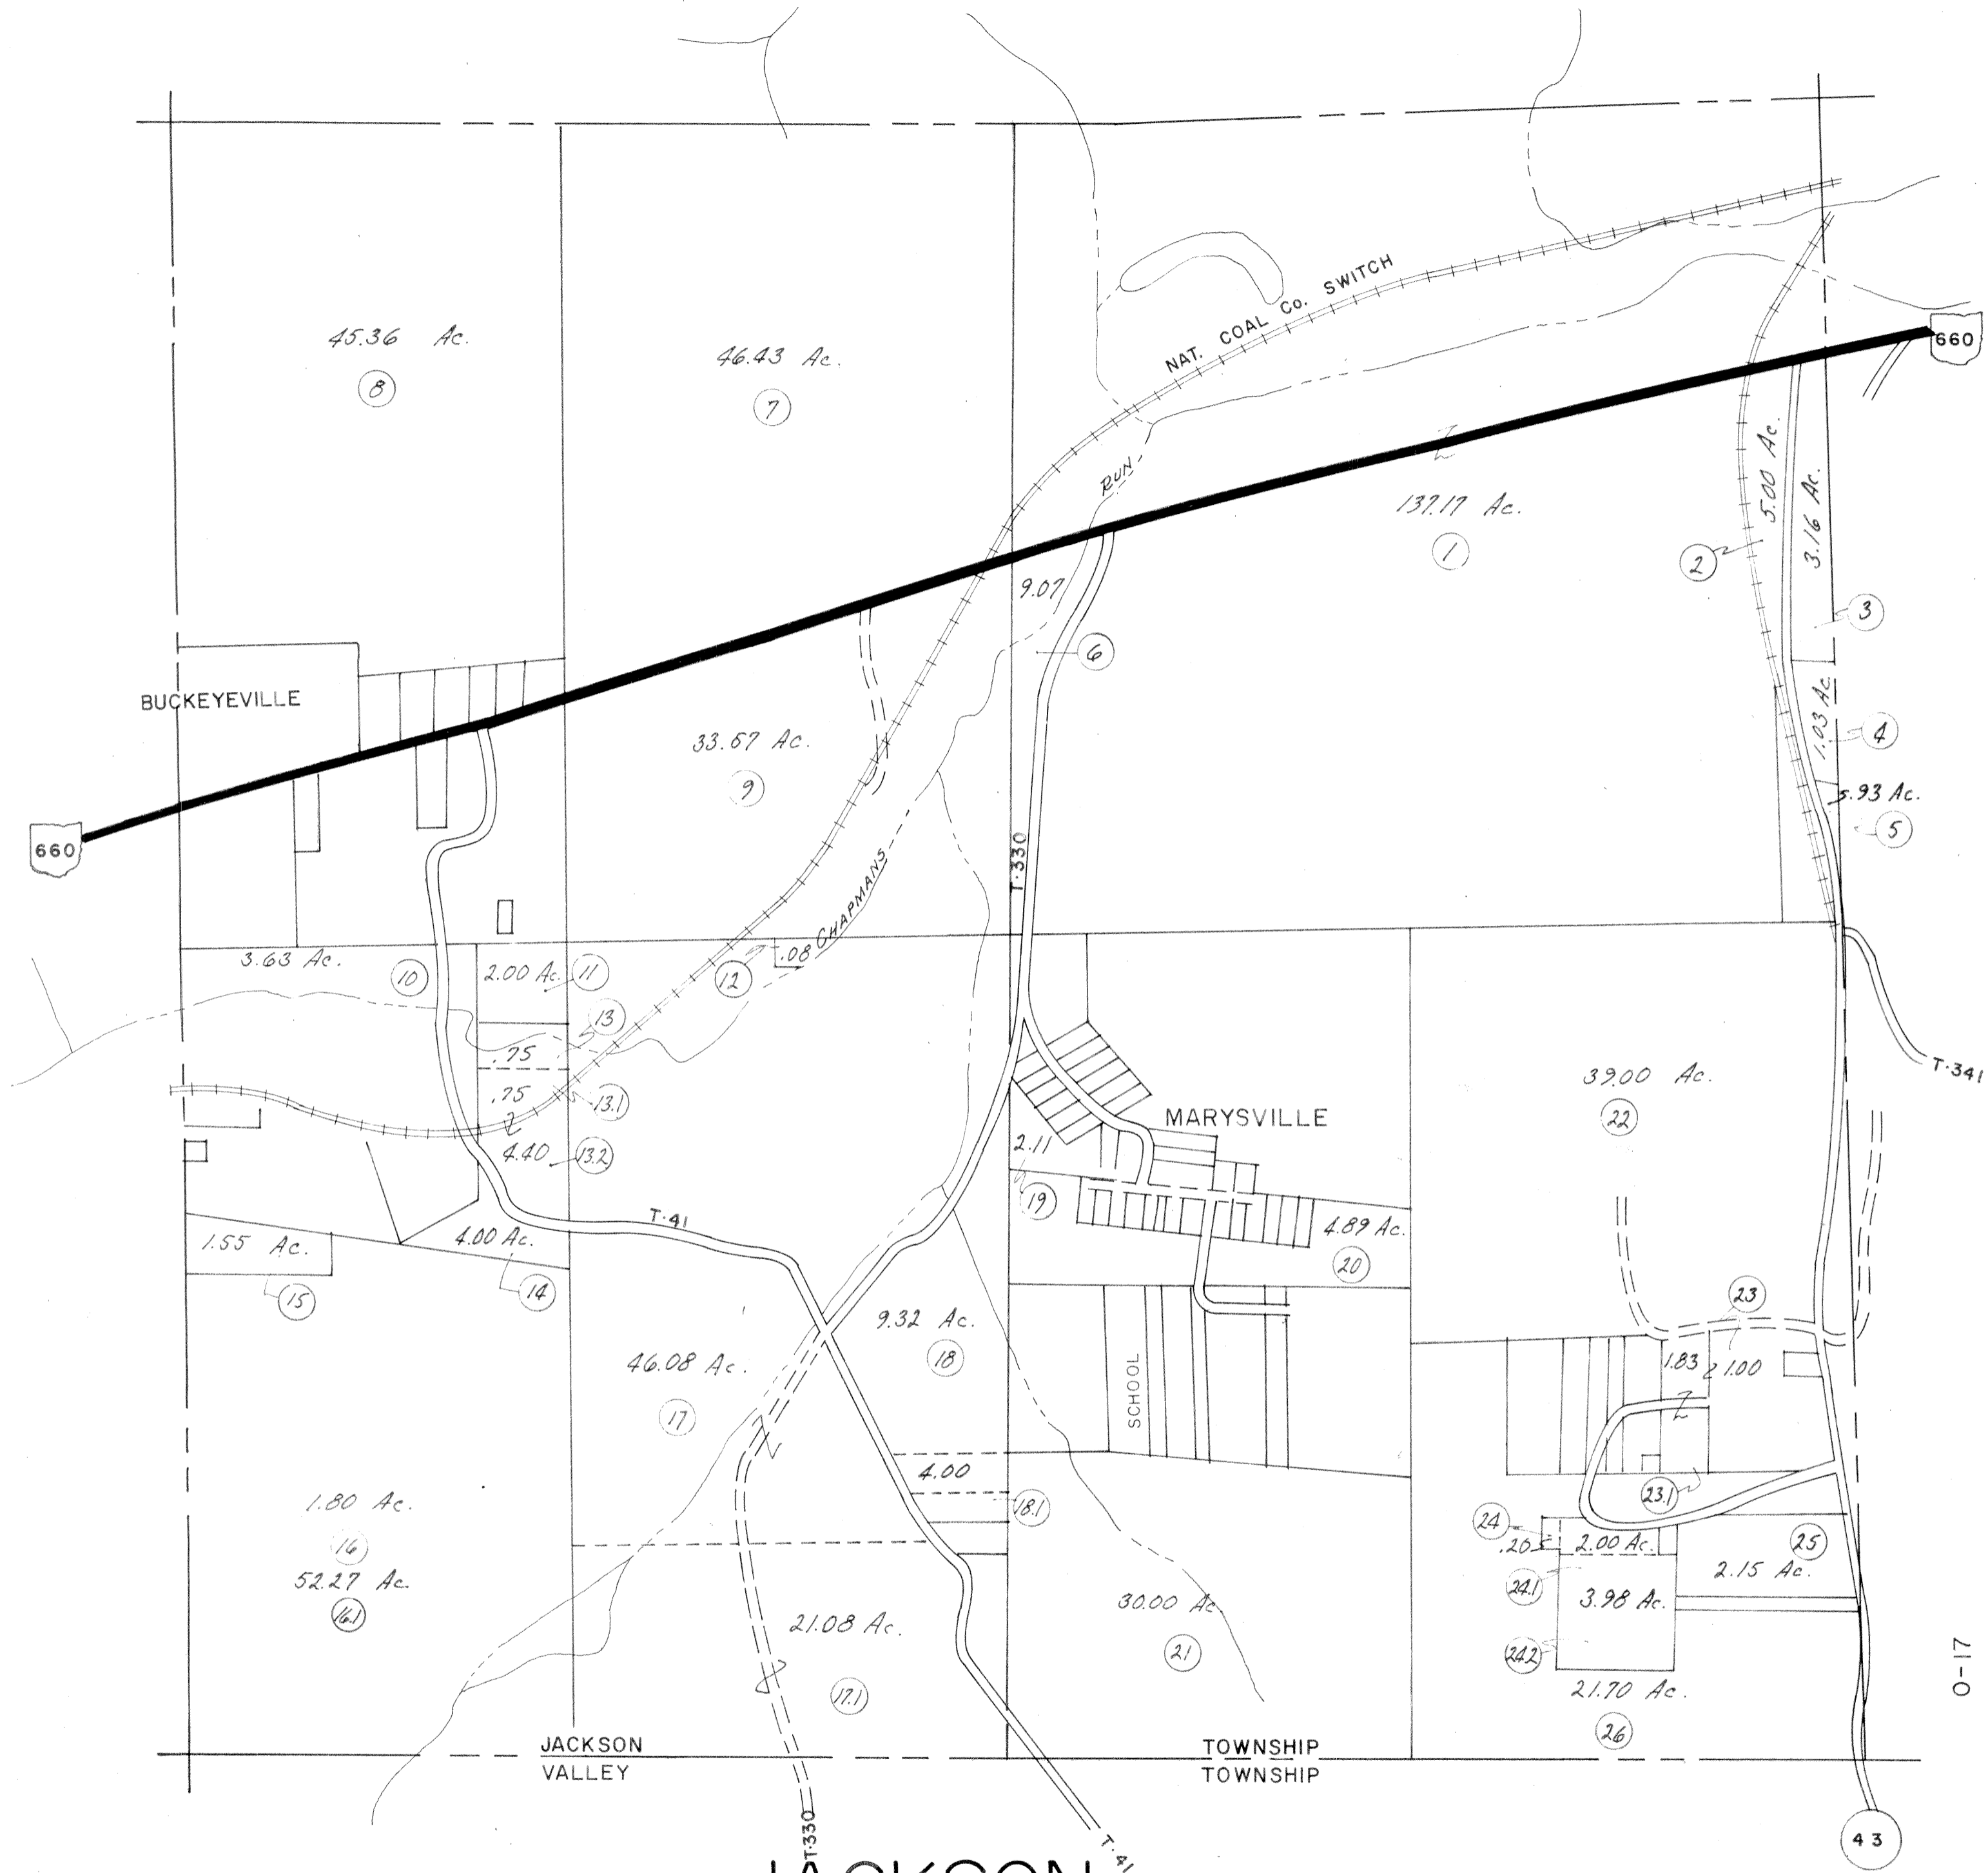 45.36 Ac.
8
46.43 Ac.
7
NAT. COAL Co. SWITCH
660
RUN
137.17 Ac.
1
5.00 Ac.
2
3.16 Ac.
3
9.07
6
1.03 Ac.
4
BUCKEYEVILLE
33.67 Ac.
9
5.93 Ac.
5
660
T-330
CHAPMANS
3.63 Ac.
10
2.00 Ac.
11
12
.08
13
.75
.75
13.1
4.40
13.2
39.00 Ac.
22
T-341
MARYSVILLE
2.11
19
T-41
1.55 Ac.
15
4.00 Ac.
14
4.89 Ac.
20
9.32 Ac.
18
46.08 Ac.
17
SCHOOL
23
1.83
1.00
4.00
18.1
23.1
1.80 Ac.
16
52.27 Ac.
16.1
24
.20
2.00 Ac.
25
2.15 Ac.
24.1
3.98 Ac.
24.2
21.08 Ac.
17.1
30.00 Ac.
21
21.70 Ac.
26
0-17
JACKSON TOWNSHIP
VALLEY TOWNSHIP
T-330
T-41
43
JACKSON